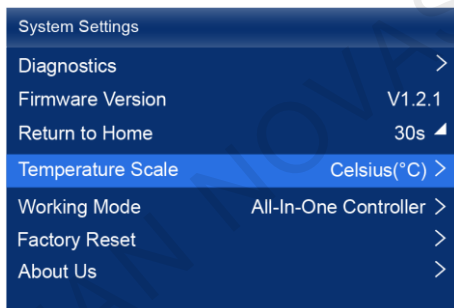 System Settings
Diagnostics >
Firmware Version V1.2.1
Return to Home 30s
Temperature Scale Celsius(°C) >
Working Mode All-In-One Controller >
Factory Reset >
About Us >